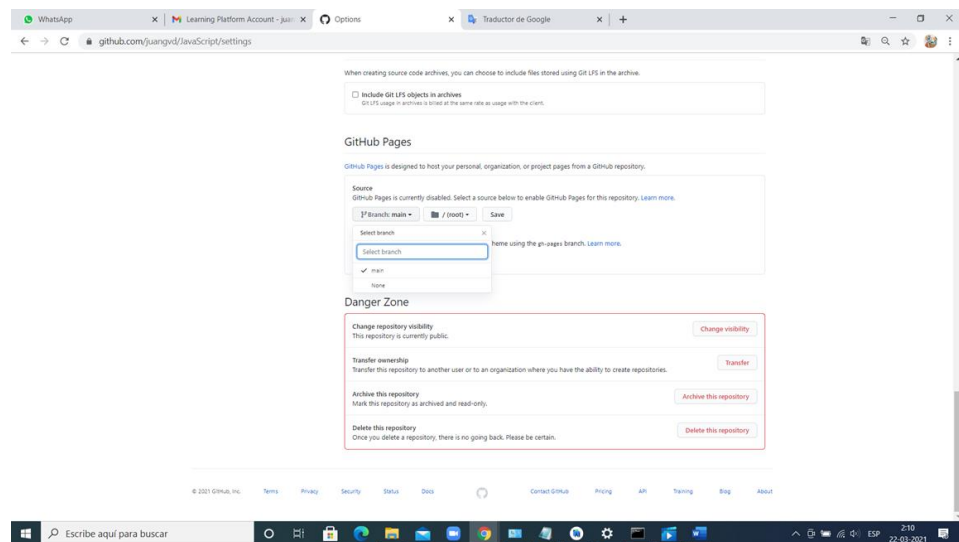 WhatsApp
Learning Platform Account - juan
Options
Traductor de Google
github.com/juangvd/JavaScript/settings
When creating source code archives, you can choose to include files stored using Git LFS in the archive.
Include Git LFS objects in archives
Git LFS usage in archives is billed at the same rate as usage with the client.
GitHub Pages
GitHub Pages is designed to host your personal, organization, or project pages from a GitHub repository.
Source
GitHub Pages is currently disabled. Select a source below to enable GitHub Pages for this repository. Learn more.
Branch: main
/ (root)
Save
Select branch
heme using the gh-pages branch. Learn more.
Select branch
main
None
Danger Zone
Change repository visibility
This repository is currently public.
Change visibility
Transfer ownership
Transfer this repository to another user or to an organization where you have the ability to create repositories.
Transfer
Archive this repository
Mark this repository as archived and read-only.
Archive this repository
Delete this repository
Once you delete a repository, there is no going back. Please be certain.
Delete this repository
© 2021 GitHub, Inc. Terms Privacy Security Status Docs Contact GitHub Pricing API Training Blog About
Escribe aquí para buscar
ESP
2:10
22-03-2021